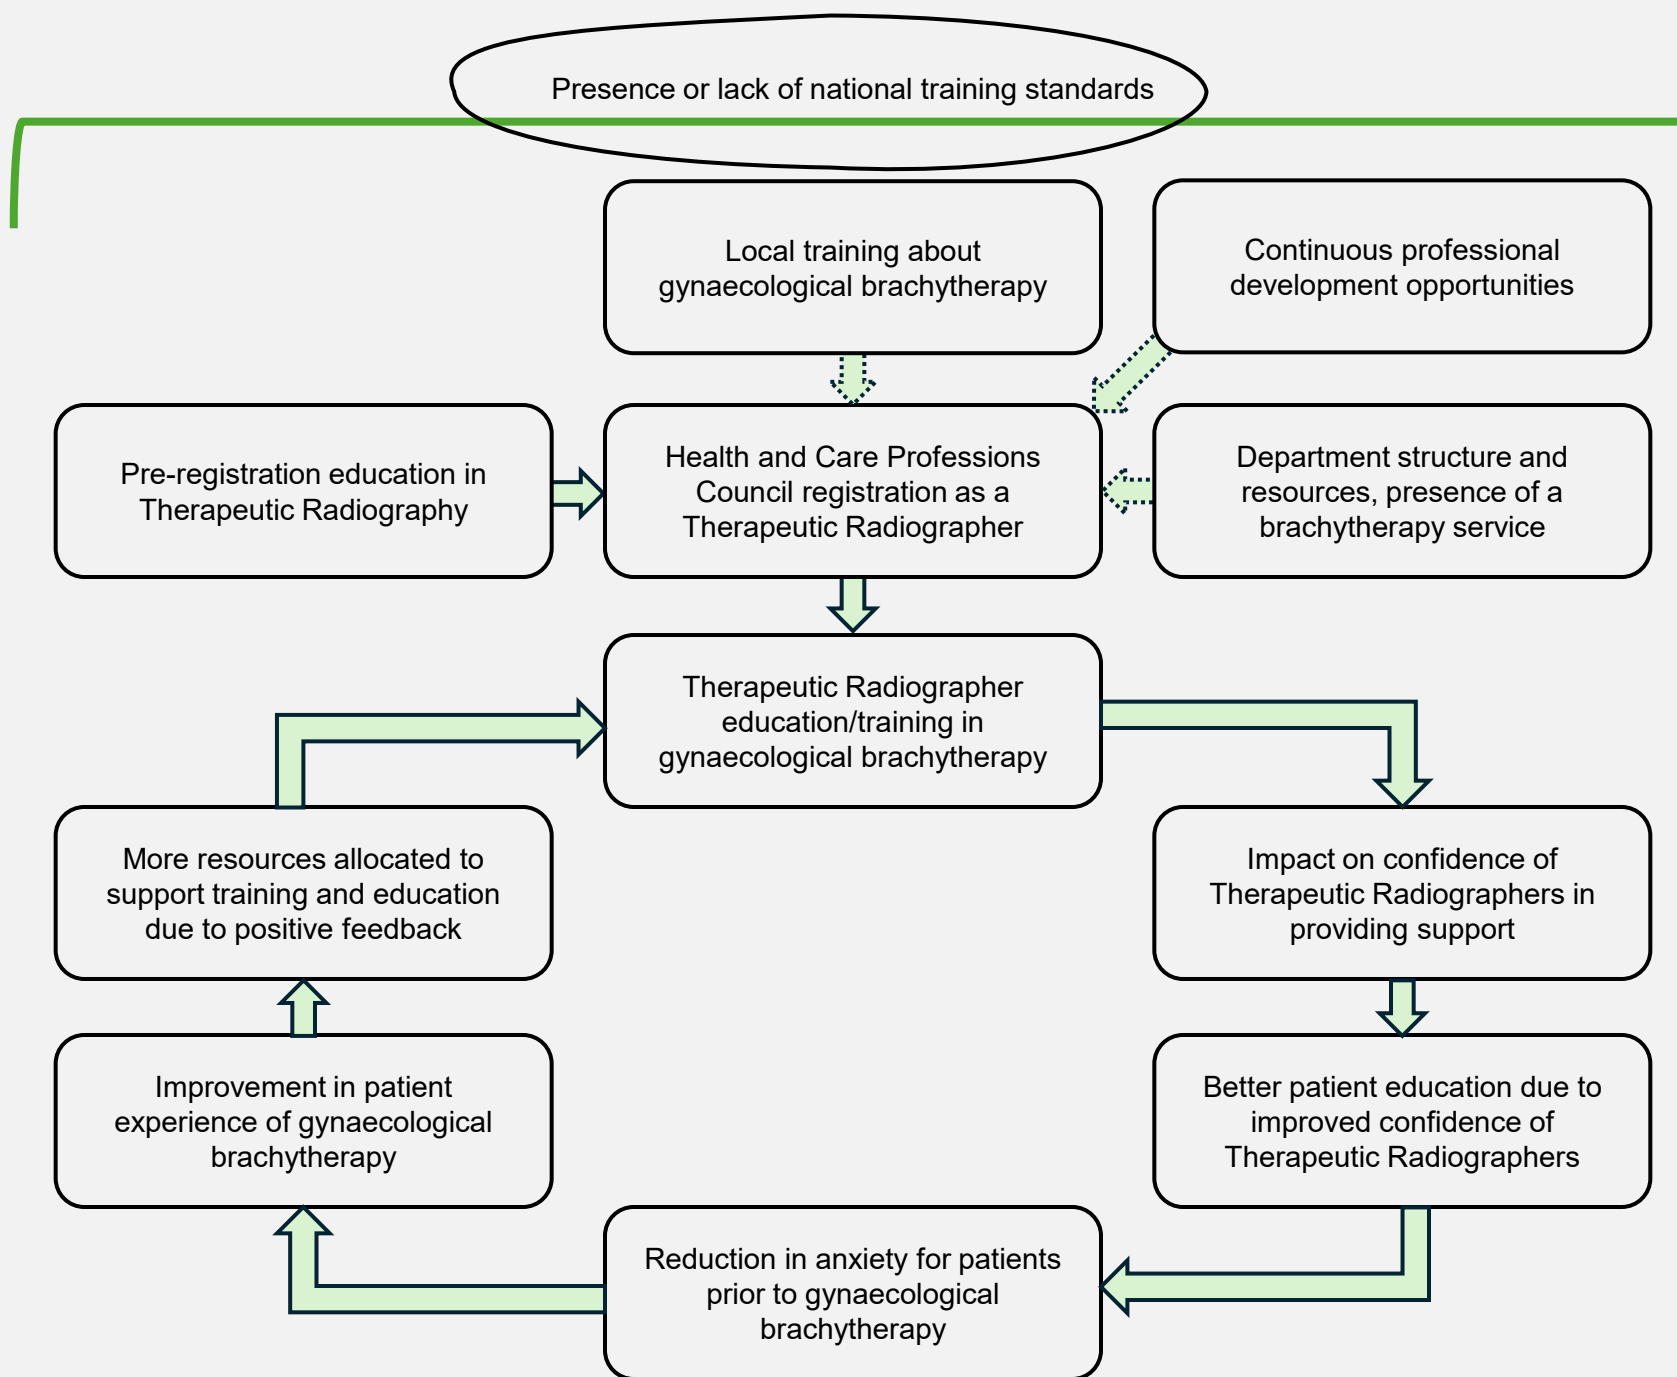 Presence or lack of national training standards
Local training about
gynaecological brachytherapy
Continuous professional
development opportunities
Pre-registration education in
Therapeutic Radiography
Health and Care Professions
Council registration as a
Therapeutic Radiographer
Department structure and
resources, presence of a
brachytherapy service
Therapeutic Radiographer
education/training in
gynaecological brachytherapy
More resources allocated to
support training and education
due to positive feedback
Impact on confidence of
Therapeutic Radiographers in
providing support
Improvement in patient
experience of gynaecological
brachytherapy
Better patient education due to
improved confidence of
Therapeutic Radiographers
Reduction in anxiety for patients
prior to gynaecological
brachytherapy